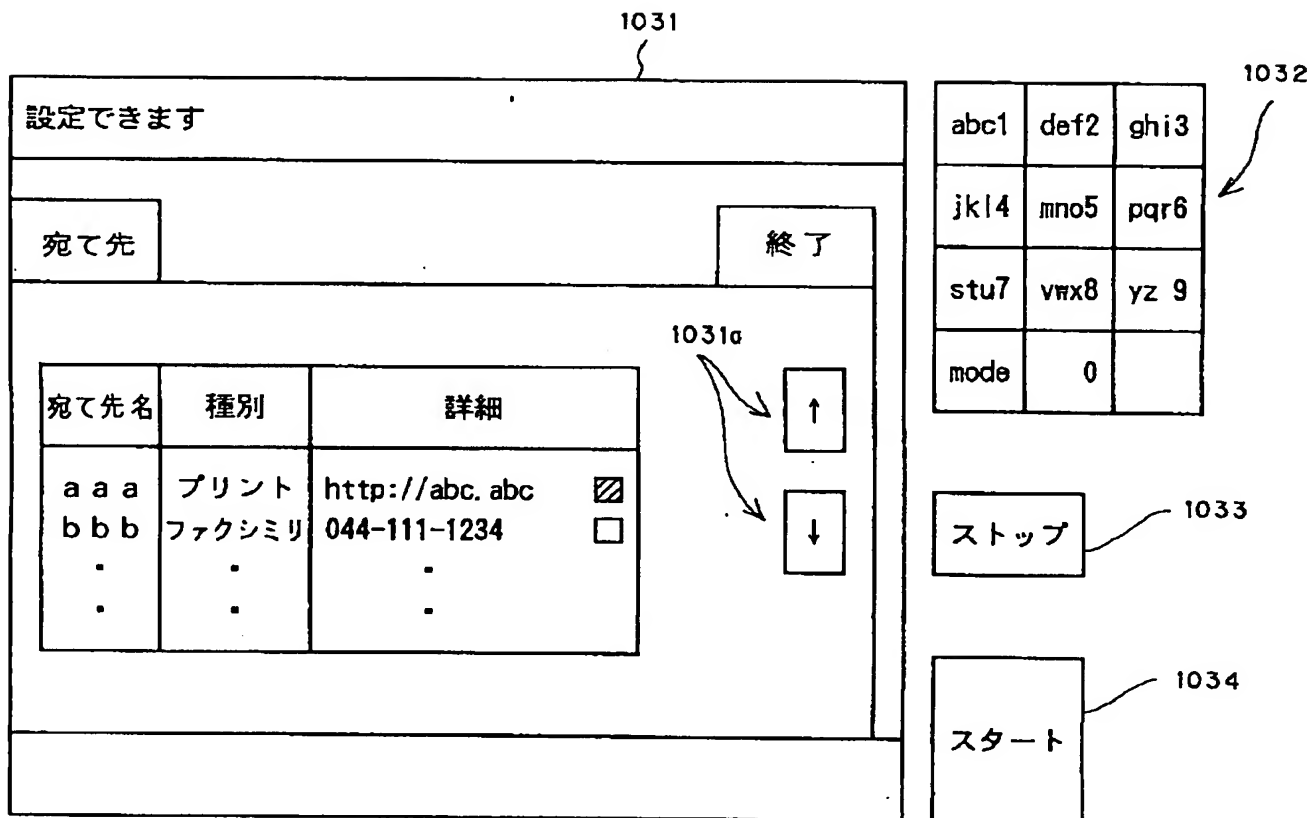 1031
1032
設定できます
宛て先
終了
1031a
宛て先名 種別 詳細
aaa プリント http://abc.abc
bbb ファクシミリ 044-111-1234
↑
↓
abc1 def2 ghi3
jkl4 mno5 pqr6
stu7 vwx8 yz 9
mode 0
ストップ
1033
スタート
1034